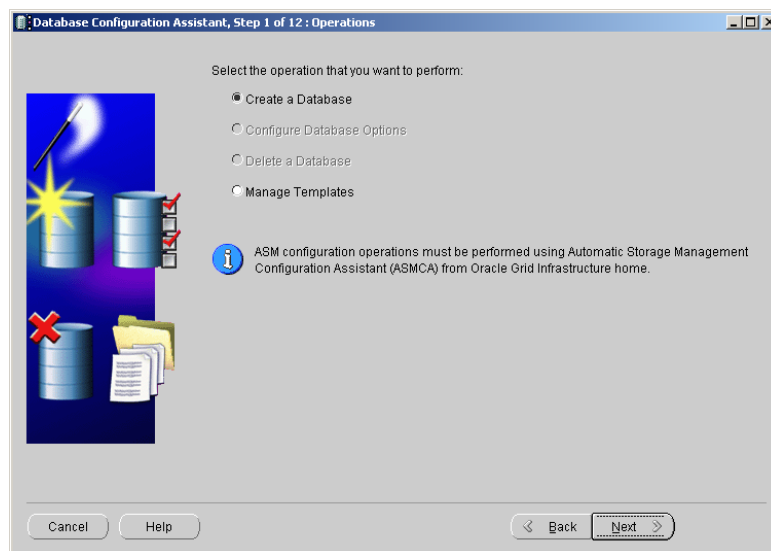 Database Configuration Assistant, Step 1 of 12 : Operations
Select the operation that you want to perform:
Create a Database
Configure Database Options
Delete a Database
Manage Templates
ASM configuration operations must be performed using Automatic Storage Management
Configuration Assistant (ASMCA) from Oracle Grid Infrastructure home.
Cancel
Help
Back
Next